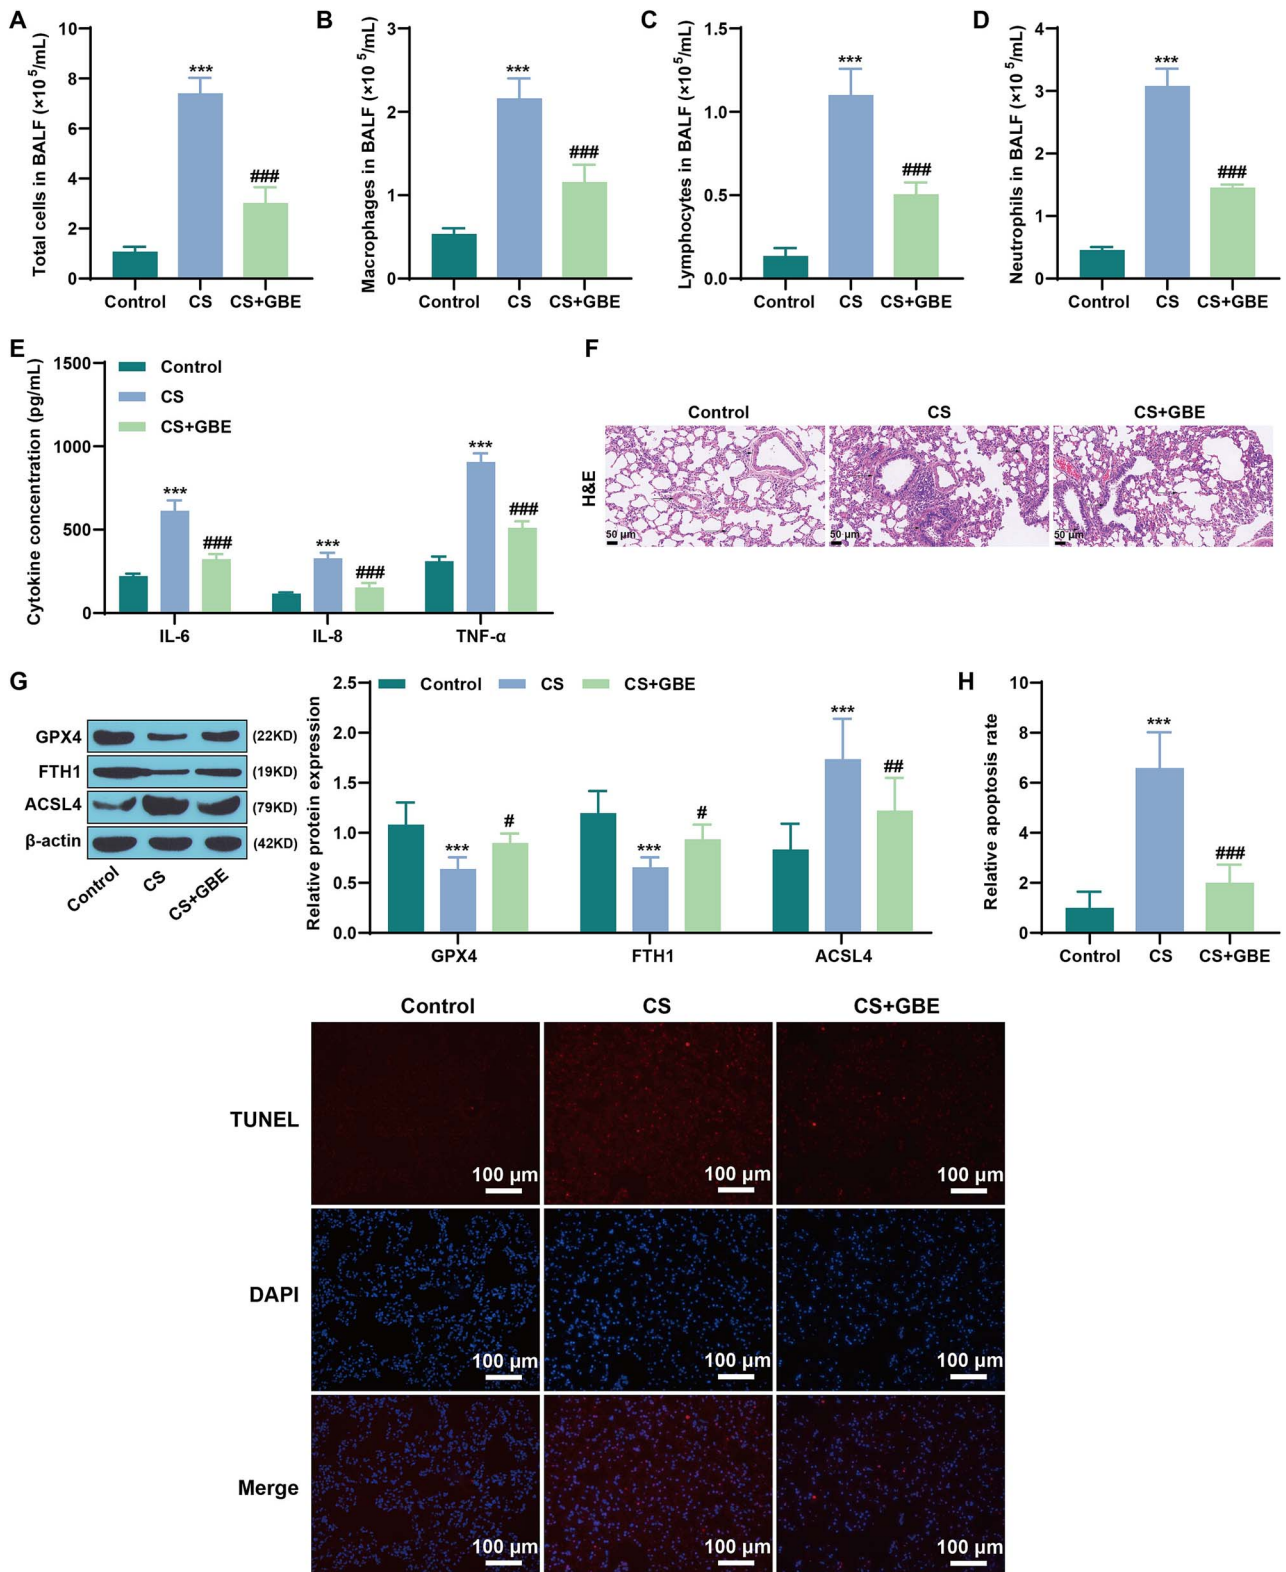 A
Total cells in BALF (×10 5/mL)
10
8
6
4
2
0
***
###
Control CS CS+GBE
B
Macrophages in BALF (×10 5/mL)
3
2
1
0
***
###
Control CS CS+GBE
C
Lymphocytes in BALF (×10⁵/mL)
1.5
1.0
0.5
0.0
***
###
Control CS CS+GBE
D
Neutrophils in BALF (×10 5/mL)
4
3
2
1
0
***
###
Control CS CS+GBE
E
Cytokine concentration (pg/mL)
1500
1000
500
0
Control
CS
CS+GBE
***
###
***
###
***
###
IL-6 IL-8 TNF-α
F
Control CS CS+GBE
H&E
50 μm 50 μm 50 μm
G
GPX4 (22KD)
FTH1 (19KD)
ACSL4 (79KD)
β-actin (42KD)
Control CS CS+GBE
Relative protein expression
2.5
2.0
1.5
1.0
0.5
0.0
Control CS CS+GBE
***
#
***
#
***
##
GPX4 FTH1 ACSL4
H
Relative apoptosis rate
10
8
6
4
2
0
***
###
Control CS CS+GBE
Control CS CS+GBE
TUNEL
100 μm 100 μm 100 μm
DAPI
100 μm 100 μm 100 μm
Merge
100 μm 100 μm 100 μm